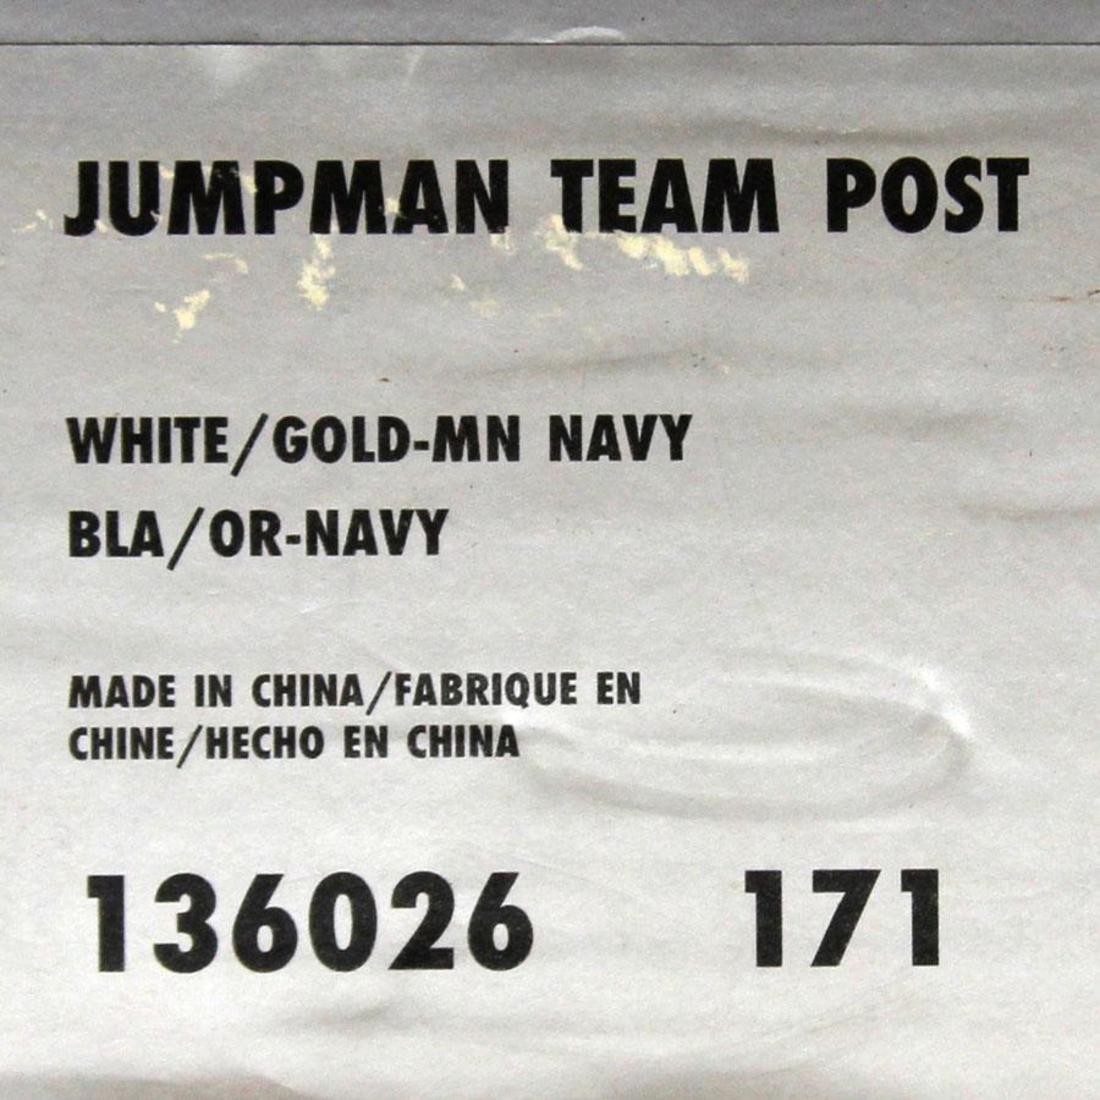 JUMPMAN TEAM POST
WHITE/GOLD-MN NAVY
BLA/OR-NAVY
MADE IN CHINA/FABRIQUE EN
CHINE/HECHO EN CHINA
136026 171